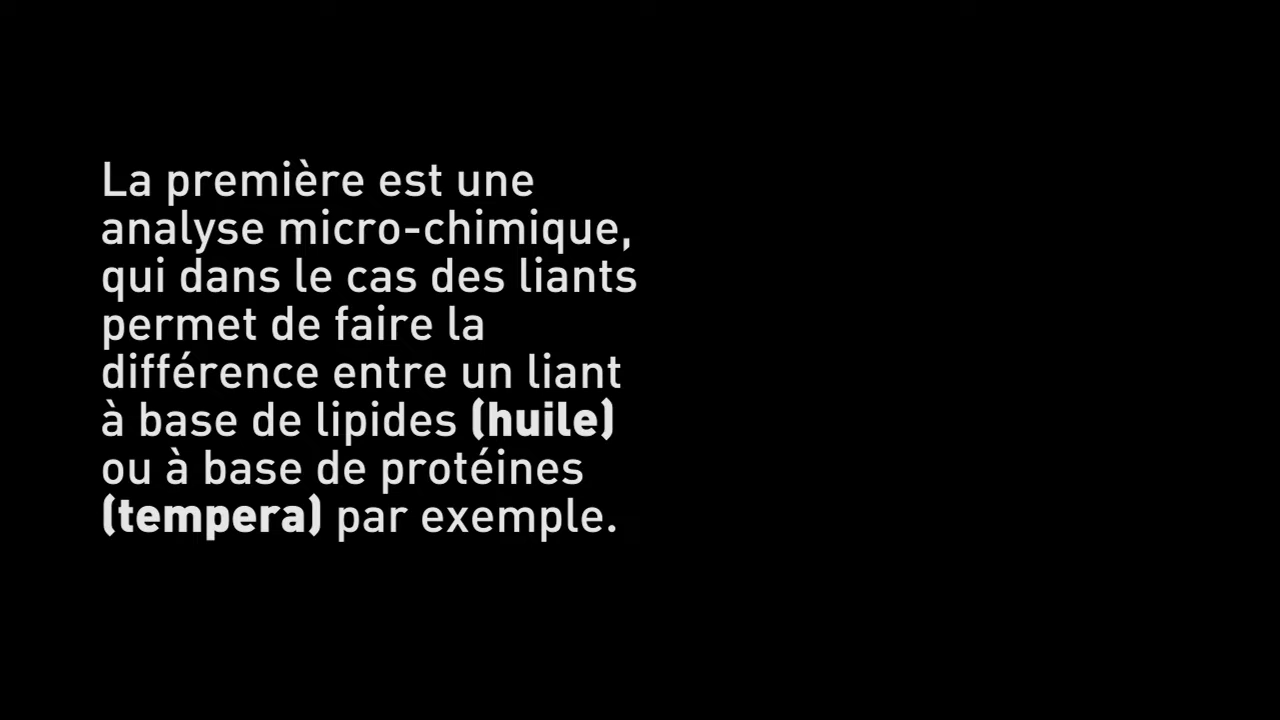 La première est une
analyse micro-chimique,
qui dans le cas des liants
permet de faire la
différence entre un liant
à base de lipides (huile)
ou à base de protéines
(tempera) par exemple.